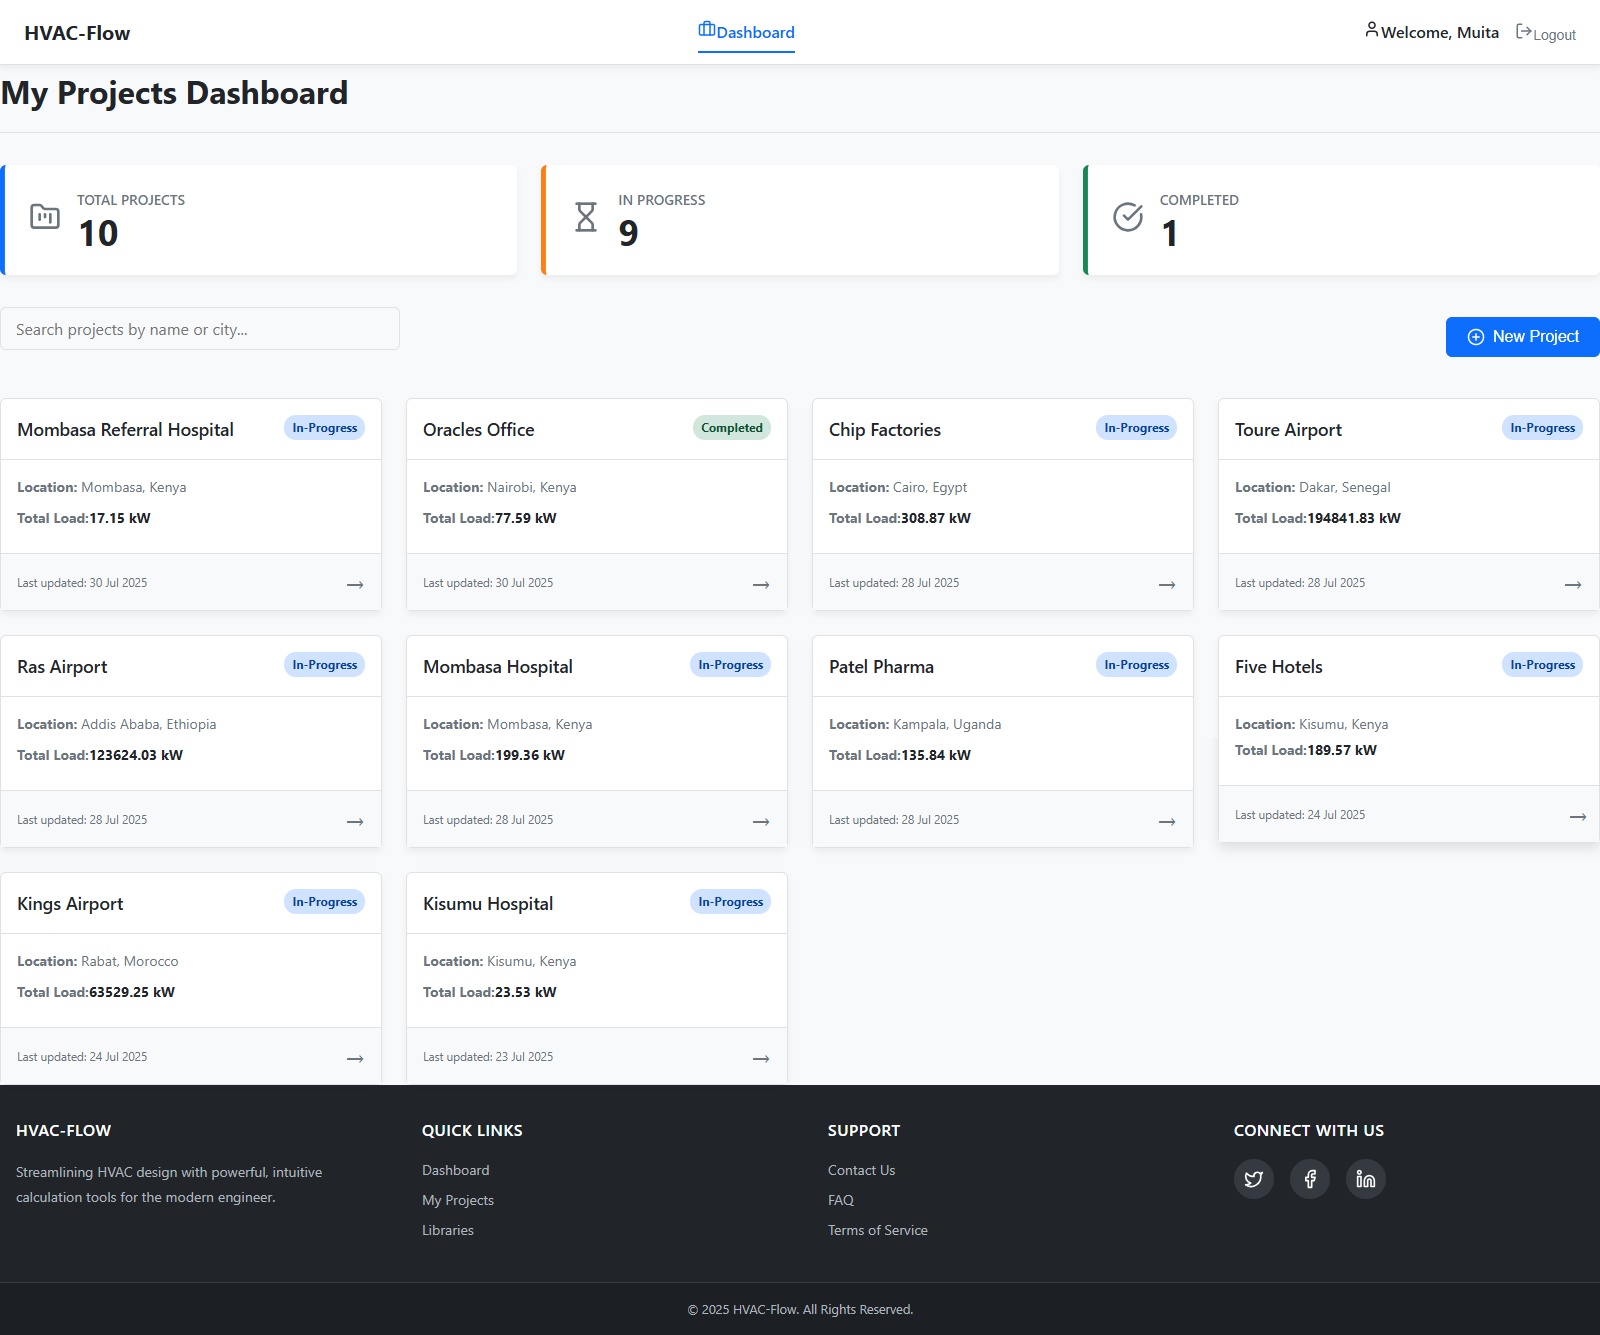 HVAC-Flow
Dashboard
Welcome, Muita
Logout
My Projects Dashboard
TOTAL PROJECTS
10
IN PROGRESS
9
COMPLETED
1
Search projects by name or city...
New Project
Mombasa Referral Hospital
In-Progress
Location: Mombasa, Kenya
Total Load:17.15 kW
Last updated: 30 Jul 2025
Oracles Office
Completed
Location: Nairobi, Kenya
Total Load:77.59 kW
Last updated: 30 Jul 2025
Chip Factories
In-Progress
Location: Cairo, Egypt
Total Load:308.87 kW
Last updated: 28 Jul 2025
Toure Airport
In-Progress
Location: Dakar, Senegal
Total Load:194841.83 kW
Last updated: 28 Jul 2025
Ras Airport
In-Progress
Location: Addis Ababa, Ethiopia
Total Load:123624.03 kW
Last updated: 28 Jul 2025
Mombasa Hospital
In-Progress
Location: Mombasa, Kenya
Total Load:199.36 kW
Last updated: 28 Jul 2025
Patel Pharma
In-Progress
Location: Kampala, Uganda
Total Load:135.84 kW
Last updated: 28 Jul 2025
Five Hotels
In-Progress
Location: Kisumu, Kenya
Total Load:189.57 kW
Last updated: 24 Jul 2025
Kings Airport
In-Progress
Location: Rabat, Morocco
Total Load:63529.25 kW
Last updated: 24 Jul 2025
Kisumu Hospital
In-Progress
Location: Kisumu, Kenya
Total Load:23.53 kW
Last updated: 23 Jul 2025
HVAC-FLOW
Streamlining HVAC design with powerful, intuitive
calculation tools for the modern engineer.
QUICK LINKS
Dashboard
My Projects
Libraries
SUPPORT
Contact Us
FAQ
Terms of Service
CONNECT WITH US
© 2025 HVAC-Flow. All Rights Reserved.